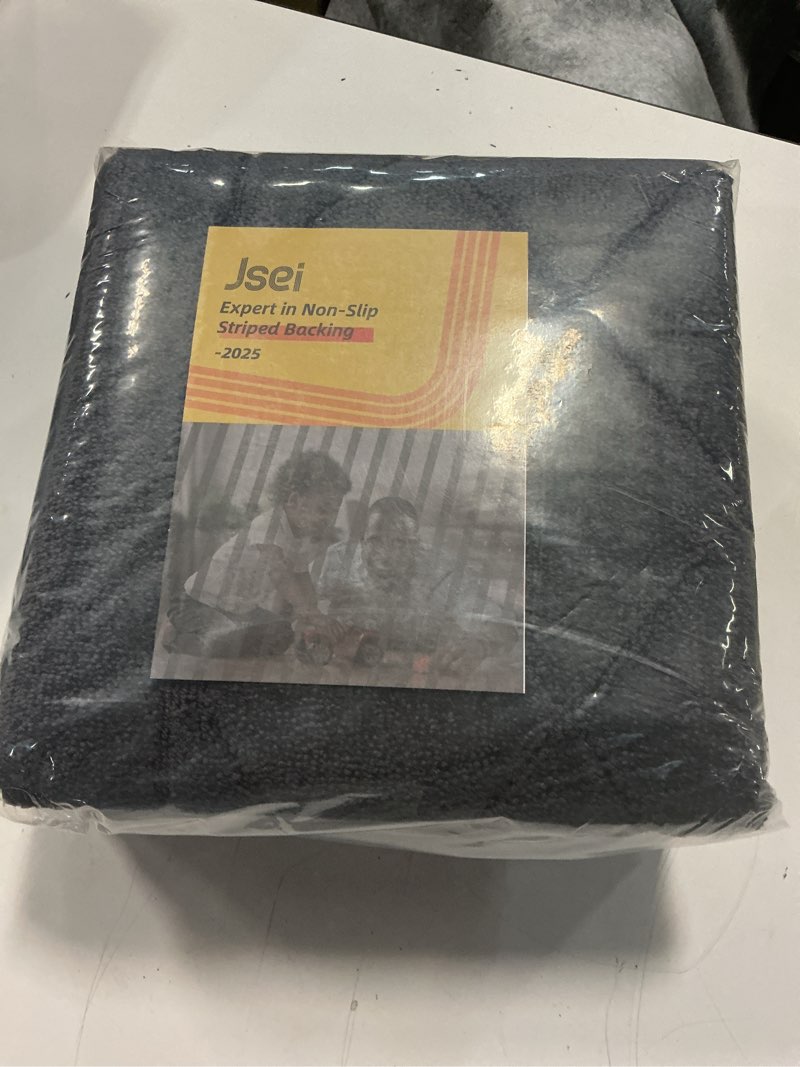 Jsei
Expert in Non-Slip
Striped Backing
-2025